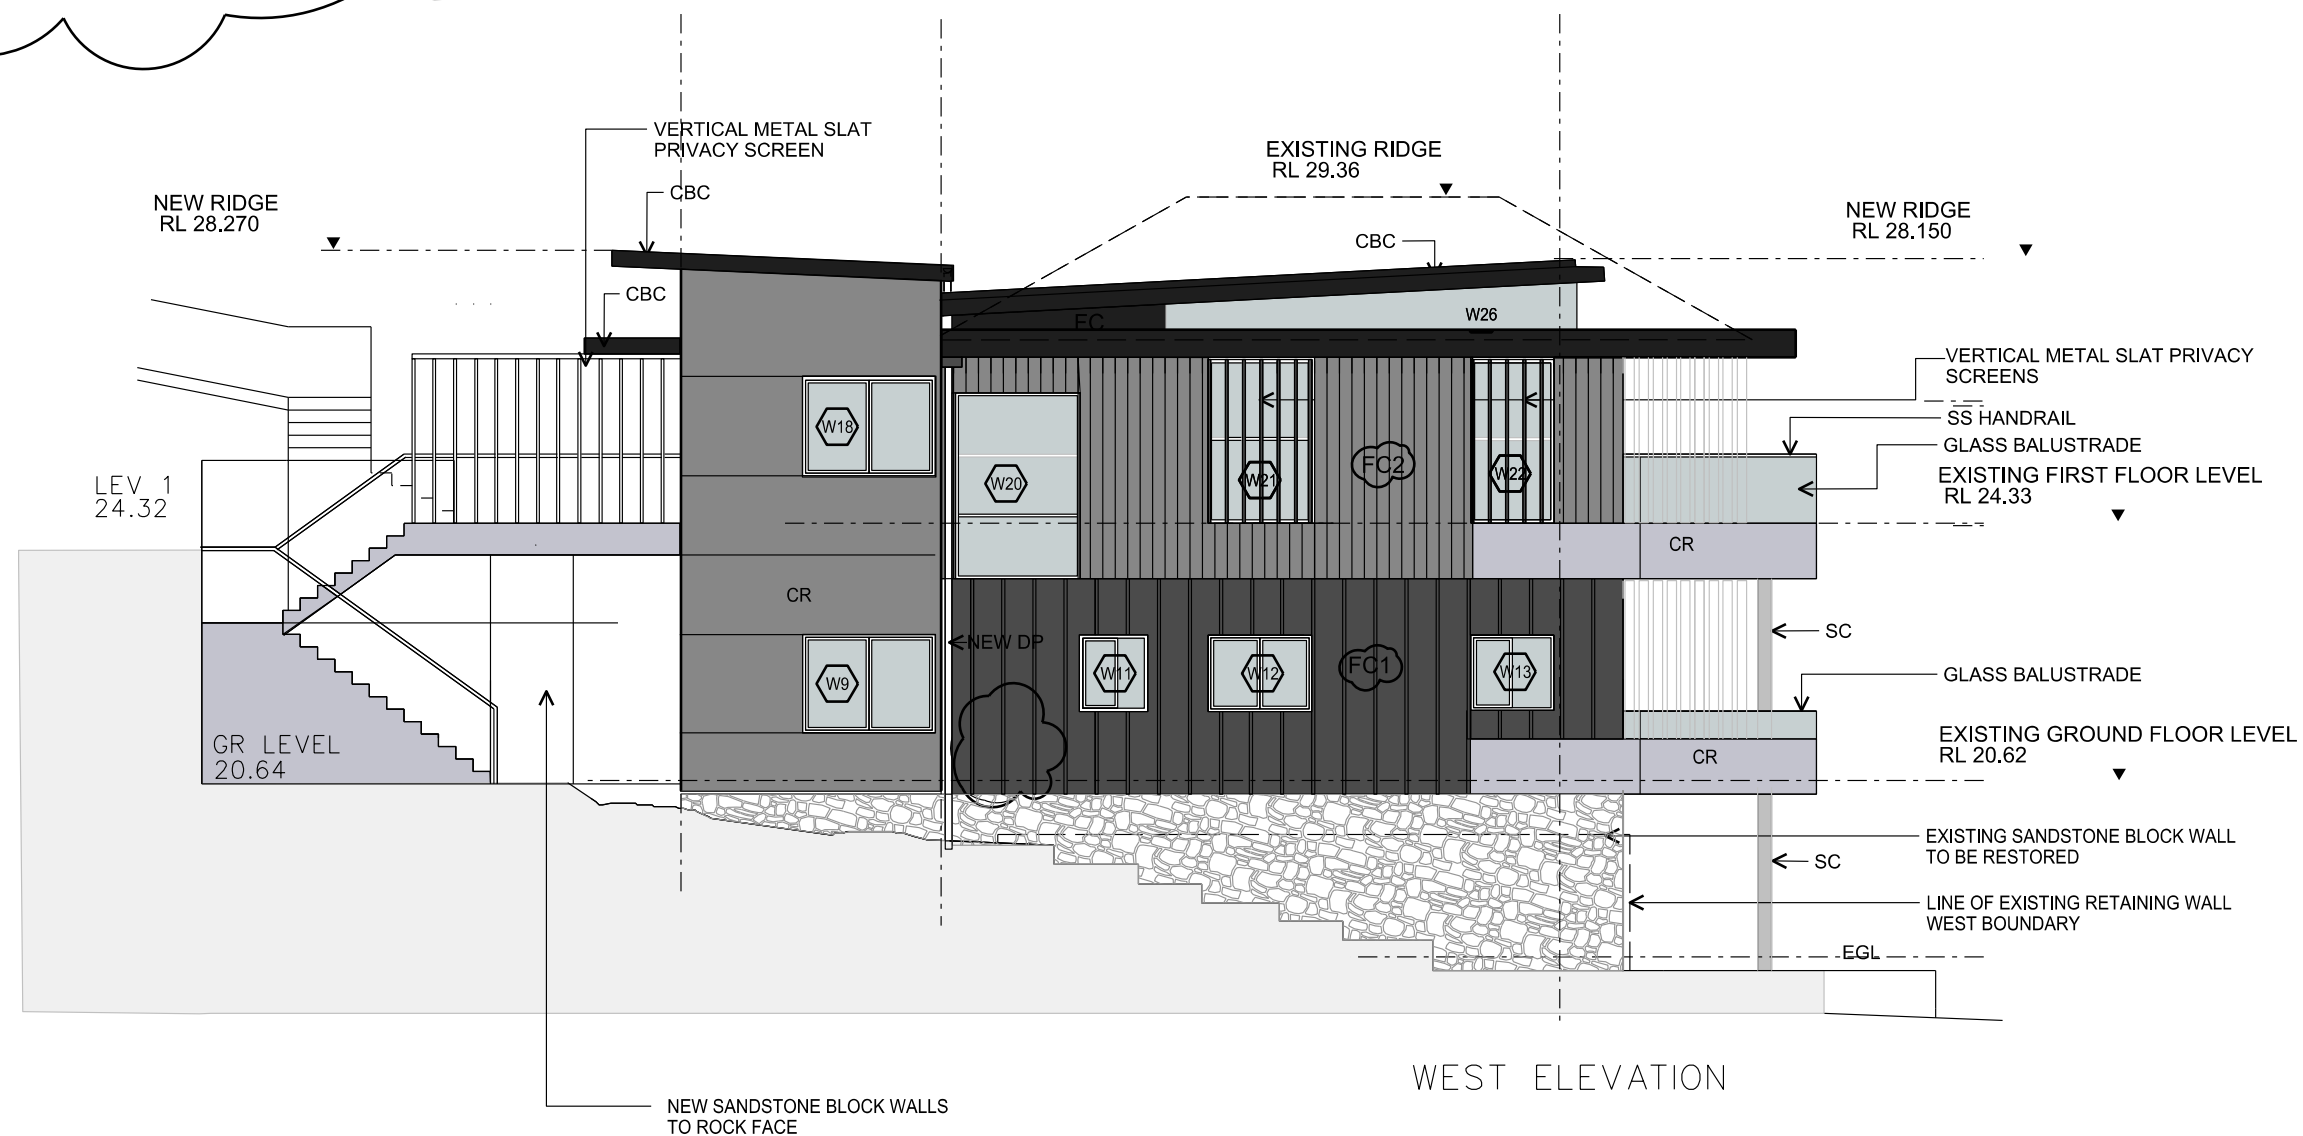 VERTICAL METAL SLAT
PRIVACY SCREEN
EXISTING RIDGE
RL 29.36
CBC
NEW RIDGE
RL 28.270
NEW RIDGE
RL 28.150
CBC
CBC
FC
W26
VERTICAL METAL SLAT PRIVACY
SCREENS
SS HANDRAIL
GLASS BALUSTRADE
W18
FC2
W20
W21
W22
EXISTING FIRST FLOOR LEVEL
RL 24.33
LEV 1
24.32
CR
CR
SC
NEW DP
W9
W11
W12
FC1
W13
GLASS BALUSTRADE
GR LEVEL
20.64
EXISTING GROUND FLOOR LEVEL
RL 20.62
CR
EXISTING SANDSTONE BLOCK WALL
TO BE RESTORED
SC
LINE OF EXISTING RETAINING WALL
WEST BOUNDARY
EGL
WEST ELEVATION
NEW SANDSTONE BLOCK WALLS
TO ROCK FACE